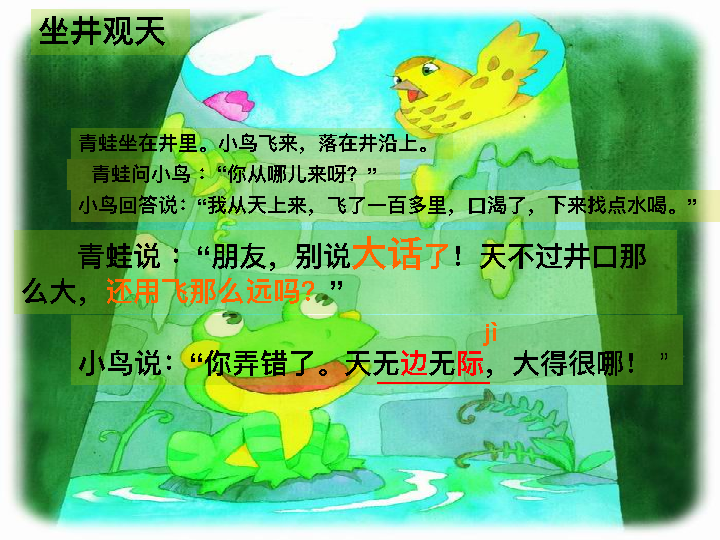 坐井观天
青蛙坐在井里。小鸟飞来，落在井沿上。
青蛙问小鸟：“你从哪儿来呀？”
小鸟回答说：“我从天上来，飞了一百多里，口渴了，下来找点水喝。”
青蛙说：“朋友，别说大话了！天不过井口那
么大，还用飞那么远吗？”
jì
小鸟说：“你弄错了。天无边无际，大得很哪！”